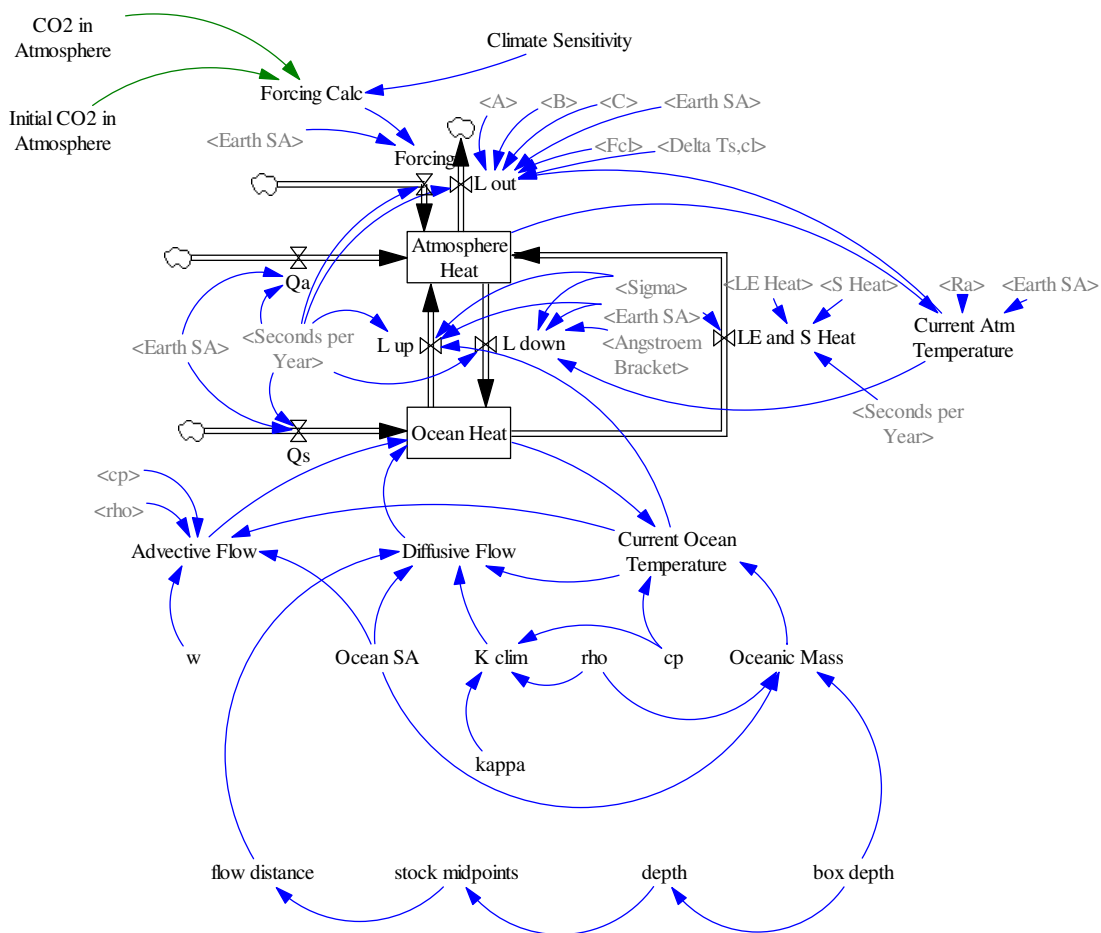 CO2 in
Atmosphere
Climate Sensitivity
Forcing Calc
Initial CO2 in
Atmosphere
<A>
<B>
<C>
<Earth SA>
<Earth SA>
Forcing
<Fcl>
<Delta Ts,cl>
L out
Atmosphere
Heat
Qa
<Sigma>
<LE Heat>
<S Heat>
<Ra>
<Earth SA>
<Earth SA>
<Seconds per
Year>
L up
L down
<Earth SA>
<Angstroem
Bracket>
LE and S Heat
Current Atm
Temperature
<Seconds per
Year>
Ocean Heat
Qs
<cp>
<rho>
Advective Flow
Diffusive Flow
Current Ocean
Temperature
w
Ocean SA
K clim
rho
cp
Oceanic Mass
kappa
flow distance
stock midpoints
depth
box depth